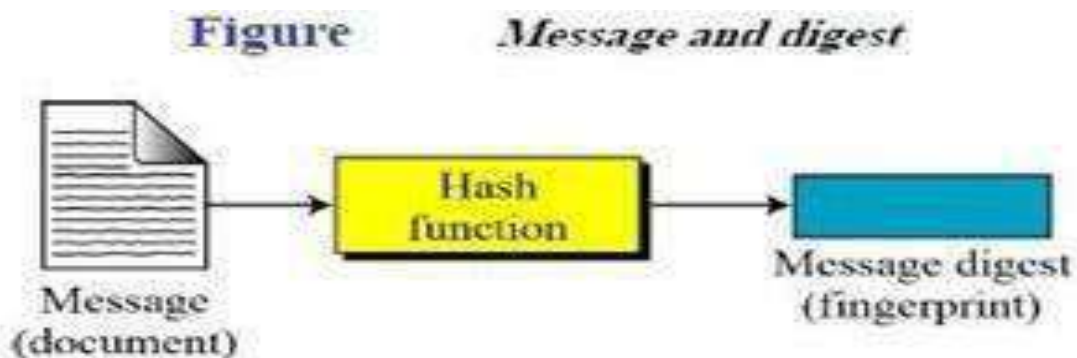 Figure Message and digest
Hash
function
Message
(document)
Message digest
(fingerprint)